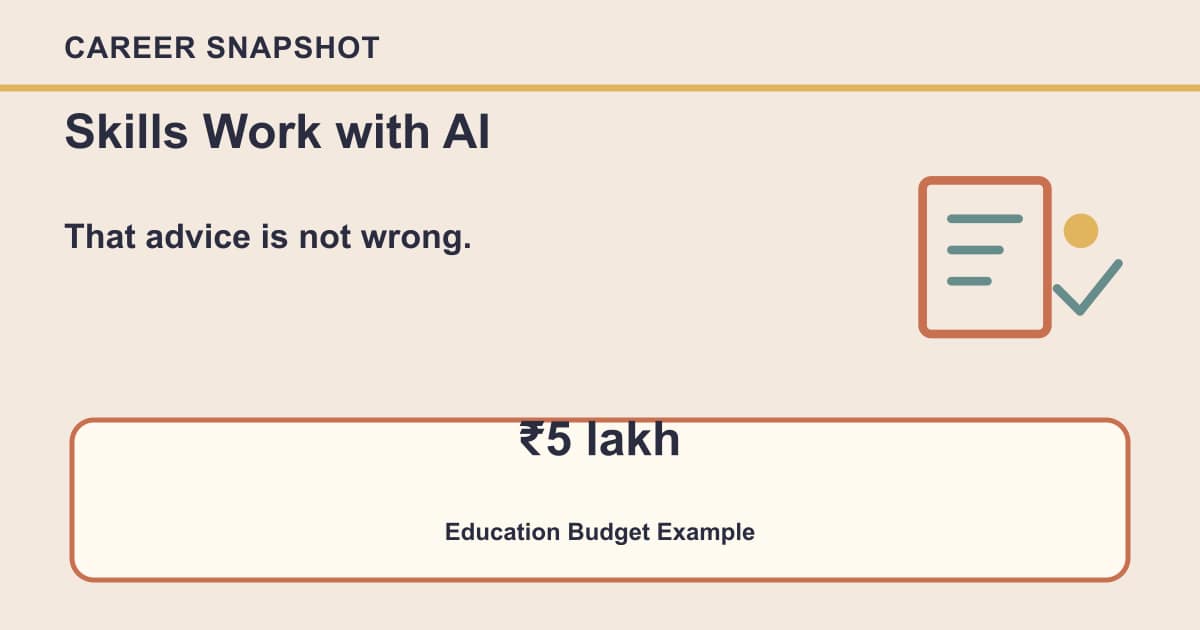 CAREER SNAPSHOT
Skills Work with AI
That advice is not wrong.
₹5 lakh
Education Budget Example